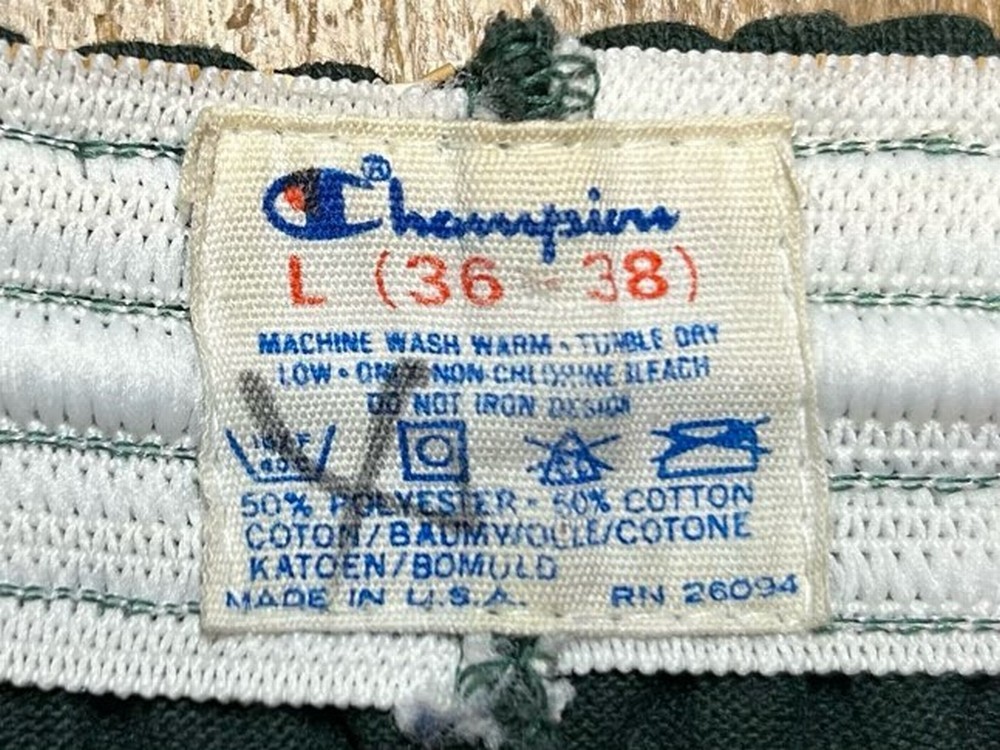 Champion®
L (36 - 38)
MACHINE WASH WARM • TUMBLE DRY
LOW • ONLY NON-CHLORINE BLEACH
DO NOT IRON DESIGN
50% POLYESTER • 50% COTTON
COTON/BAUMWOLLE/COTONE
KATOEN/BOMULD
MADE IN U.S.A. RN 26094